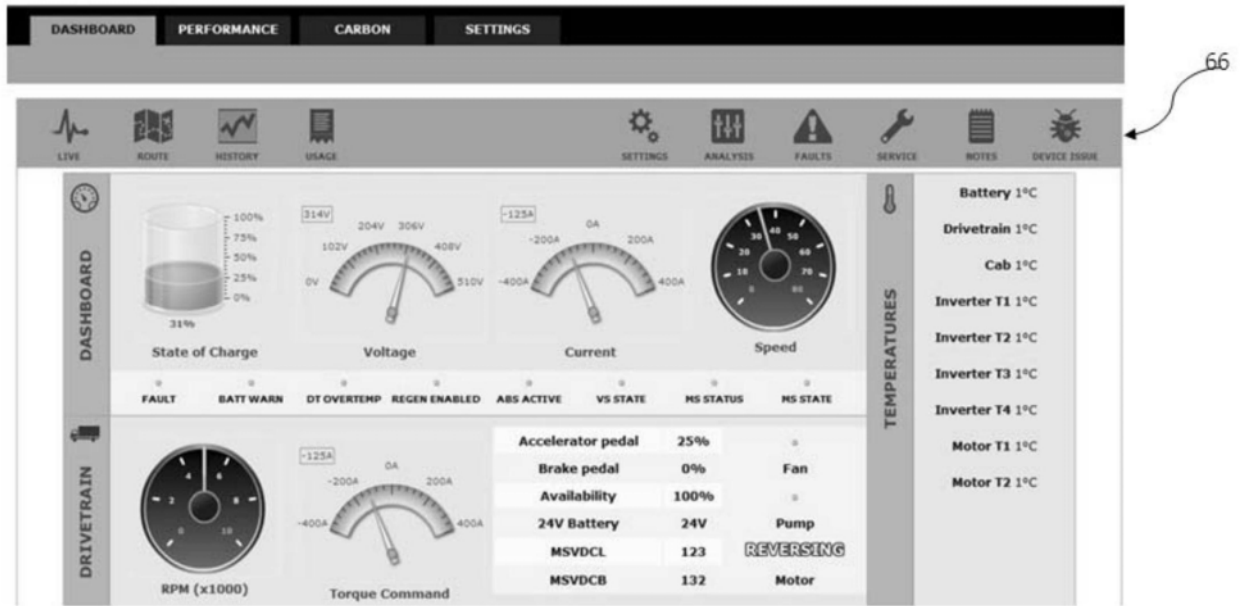 DASHBOARD PERFORMANCE CARBON SETTINGS
66
LIVE ROUTE HISTORY USAGE SETTINGS ANALYSIS FAULTS SERVICE NOTES DEVICE ISSUE
DASHBOARD
100%
75%
50%
25%
0%
31%
State of Charge
314V
0V 102V 204V 306V 408V 510V
Voltage
-125A
-400A -200A 0A 200A 400A
Current
0 10 20 30 40 50 60 70 80
Speed
FAULT BATT WARN DT OVERTEMP REGEN ENABLED ABS ACTIVE VS STATE MS STATUS MS STATE
DRIVETRAIN
0 2 4 6 8 10
RPM (x1000)
-125A
-400A -200A 0A 200A 400A
Torque Command
Accelerator pedal 25%
Brake pedal 0% Fan
Availability 100%
24V Battery 24V Pump
MSVDCL 123 REVERSING
MSVDCB 132 Motor
TEMPERATURES
Battery 1°C
Drivetrain 1°C
Cab 1°C
Inverter T1 1°C
Inverter T2 1°C
Inverter T3 1°C
Inverter T4 1°C
Motor T1 1°C
Motor T2 1°C